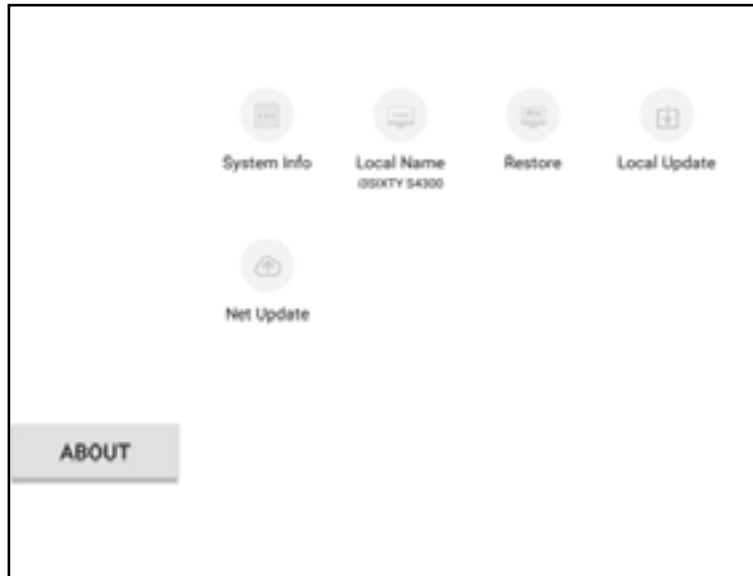 System Info
Local Name
i3SIXTY S4300
Restore
Local Update
Net Update
ABOUT